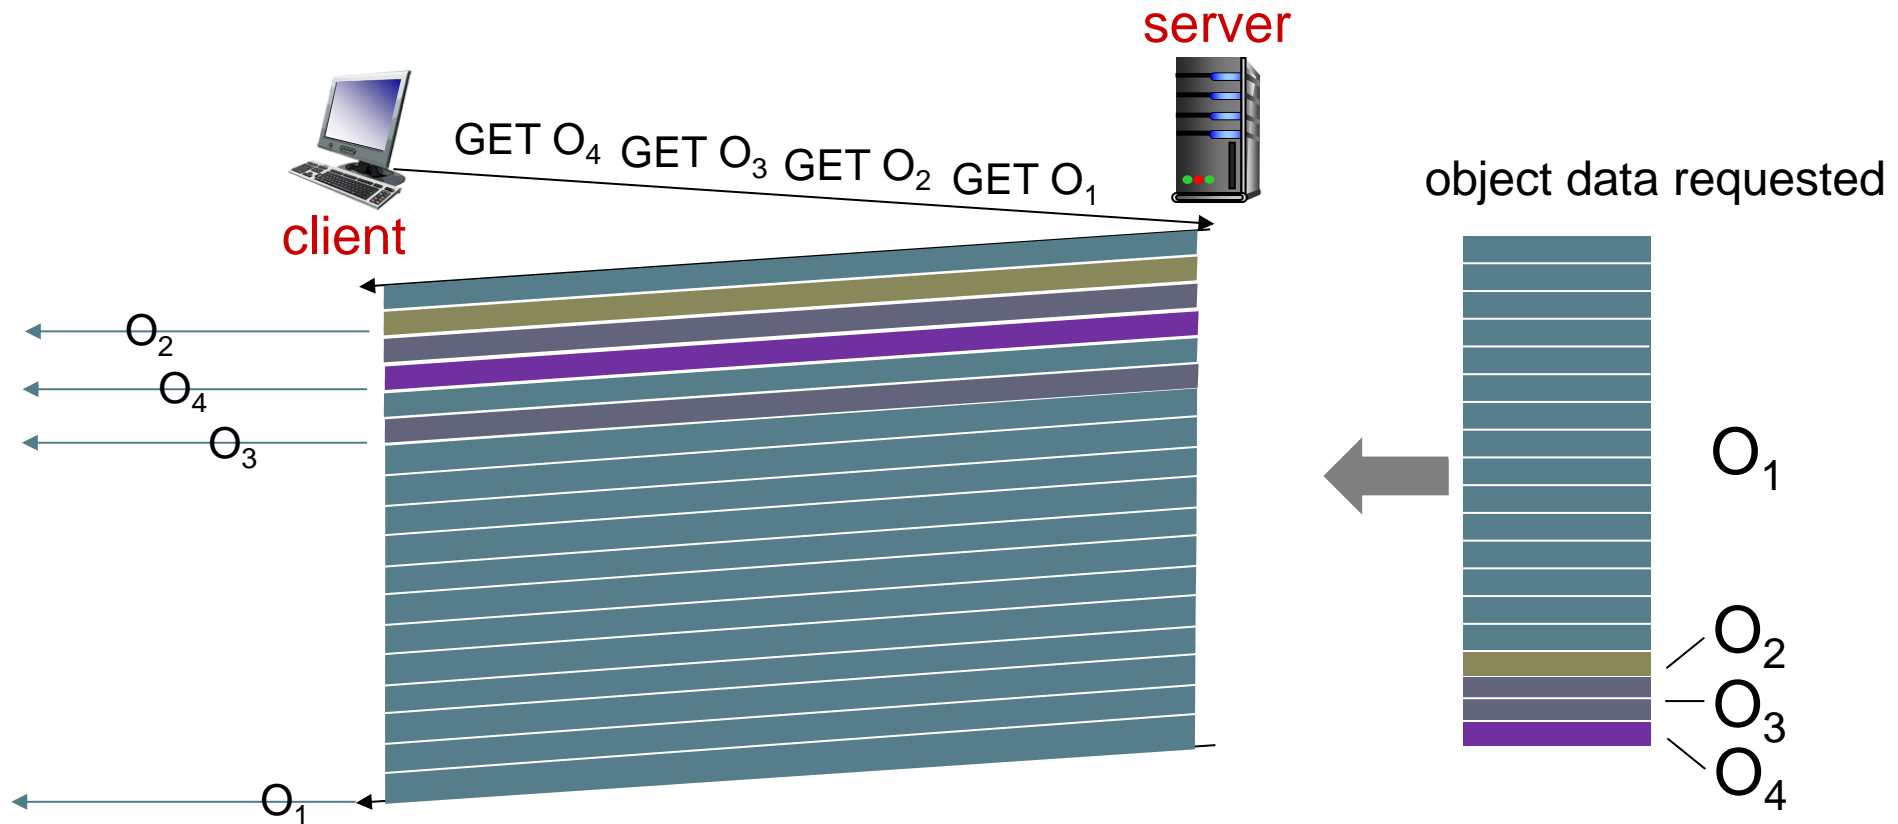 server
GET O₄ GET O₃ GET O₂ GET O₁
object data requested
client
O₂
O₄
O₃
O₁
O₁
O₂
O₃
O₄